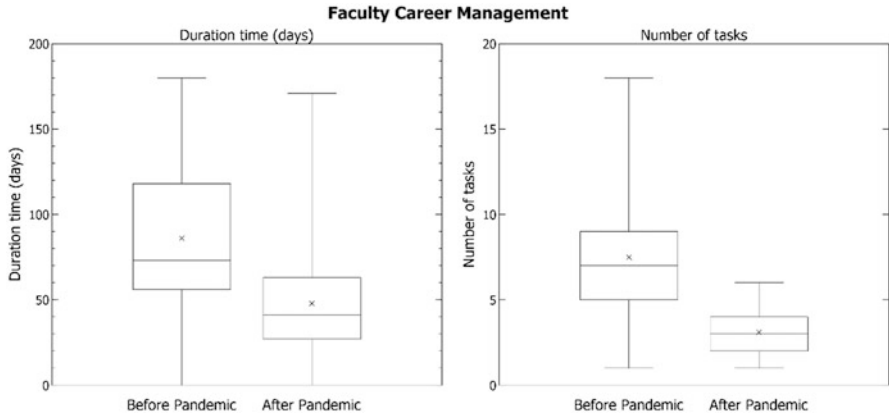 Faculty Career Management
Duration time (days)
Number of tasks
200
150
100
50
0
Duration time (days)
Before Pandemic
After Pandemic
20
15
10
5
0
Number of tasks
Before Pandemic
After Pandemic